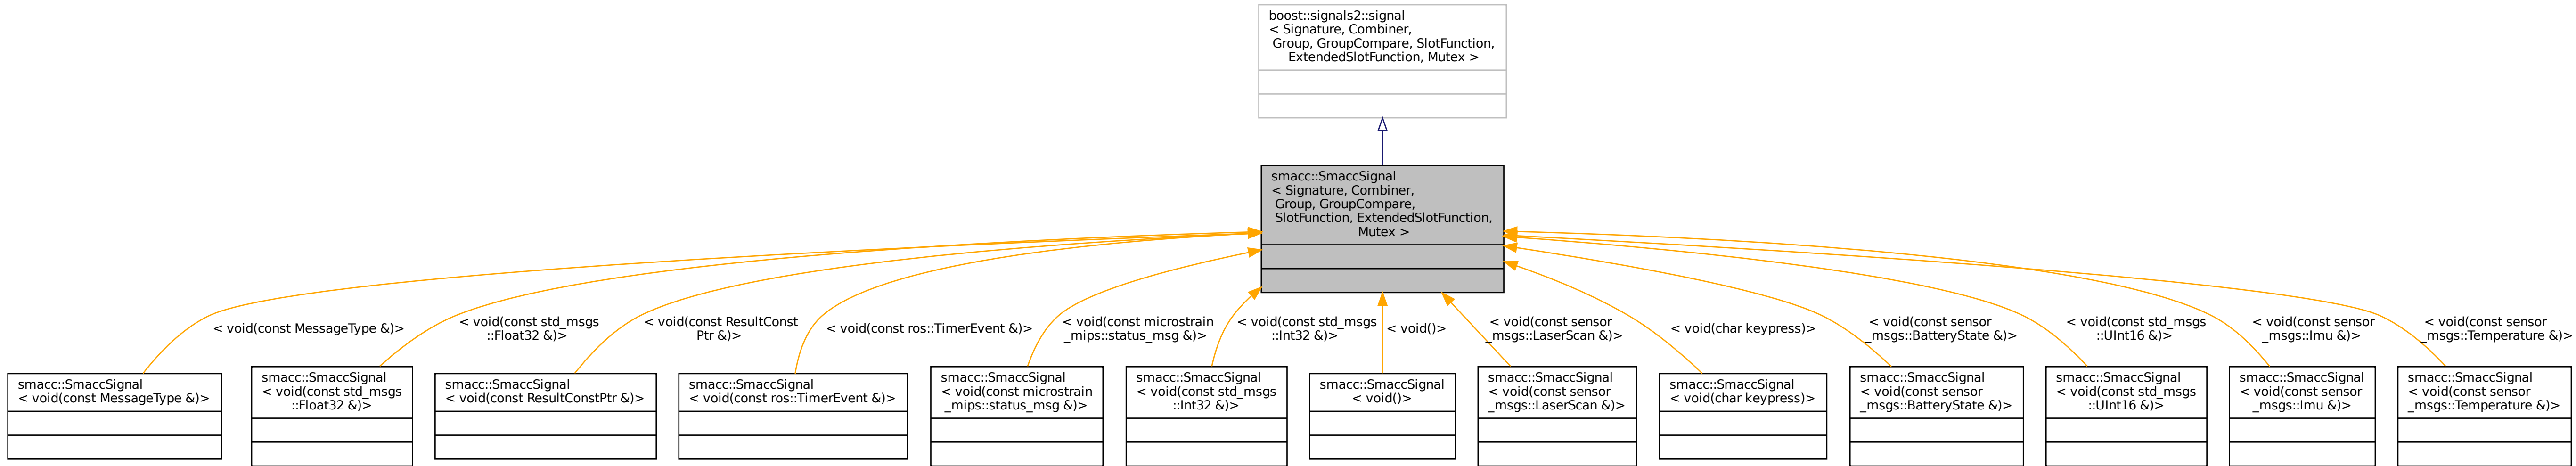 boost::signals2::signal
< Signature, Combiner,
Group, GroupCompare, SlotFunction,
ExtendedSlotFunction, Mutex >
smacc::SmaccSignal
< Signature, Combiner,
Group, GroupCompare,
SlotFunction, ExtendedSlotFunction,
Mutex >
< void(const MessageType &)>
< void(const std_msgs
::Float32 &)>
< void(const ResultConst
Ptr &)>
< void(const ros::TimerEvent &)>
< void(const microstrain
_mips::status_msg &)>
< void(const std_msgs
::Int32 &)>
< void()>
< void(const sensor
_msgs::LaserScan &)>
< void(char keypress)>
< void(const sensor
_msgs::BatteryState &)>
< void(const std_msgs
::UInt16 &)>
< void(const sensor
_msgs::Imu &)>
< void(const sensor
_msgs::Temperature &)>
smacc::SmaccSignal
< void(const MessageType &)>
smacc::SmaccSignal
< void(const std_msgs
::Float32 &)>
smacc::SmaccSignal
< void(const ResultConstPtr &)>
smacc::SmaccSignal
< void(const ros::TimerEvent &)>
smacc::SmaccSignal
< void(const microstrain
_mips::status_msg &)>
smacc::SmaccSignal
< void(const std_msgs
::Int32 &)>
smacc::SmaccSignal
< void()>
smacc::SmaccSignal
< void(const sensor
_msgs::LaserScan &)>
smacc::SmaccSignal
< void(char keypress)>
smacc::SmaccSignal
< void(const sensor
_msgs::BatteryState &)>
smacc::SmaccSignal
< void(const std_msgs
::UInt16 &)>
smacc::SmaccSignal
< void(const sensor
_msgs::Imu &)>
smacc::SmaccSignal
< void(const sensor
_msgs::Temperature &)>